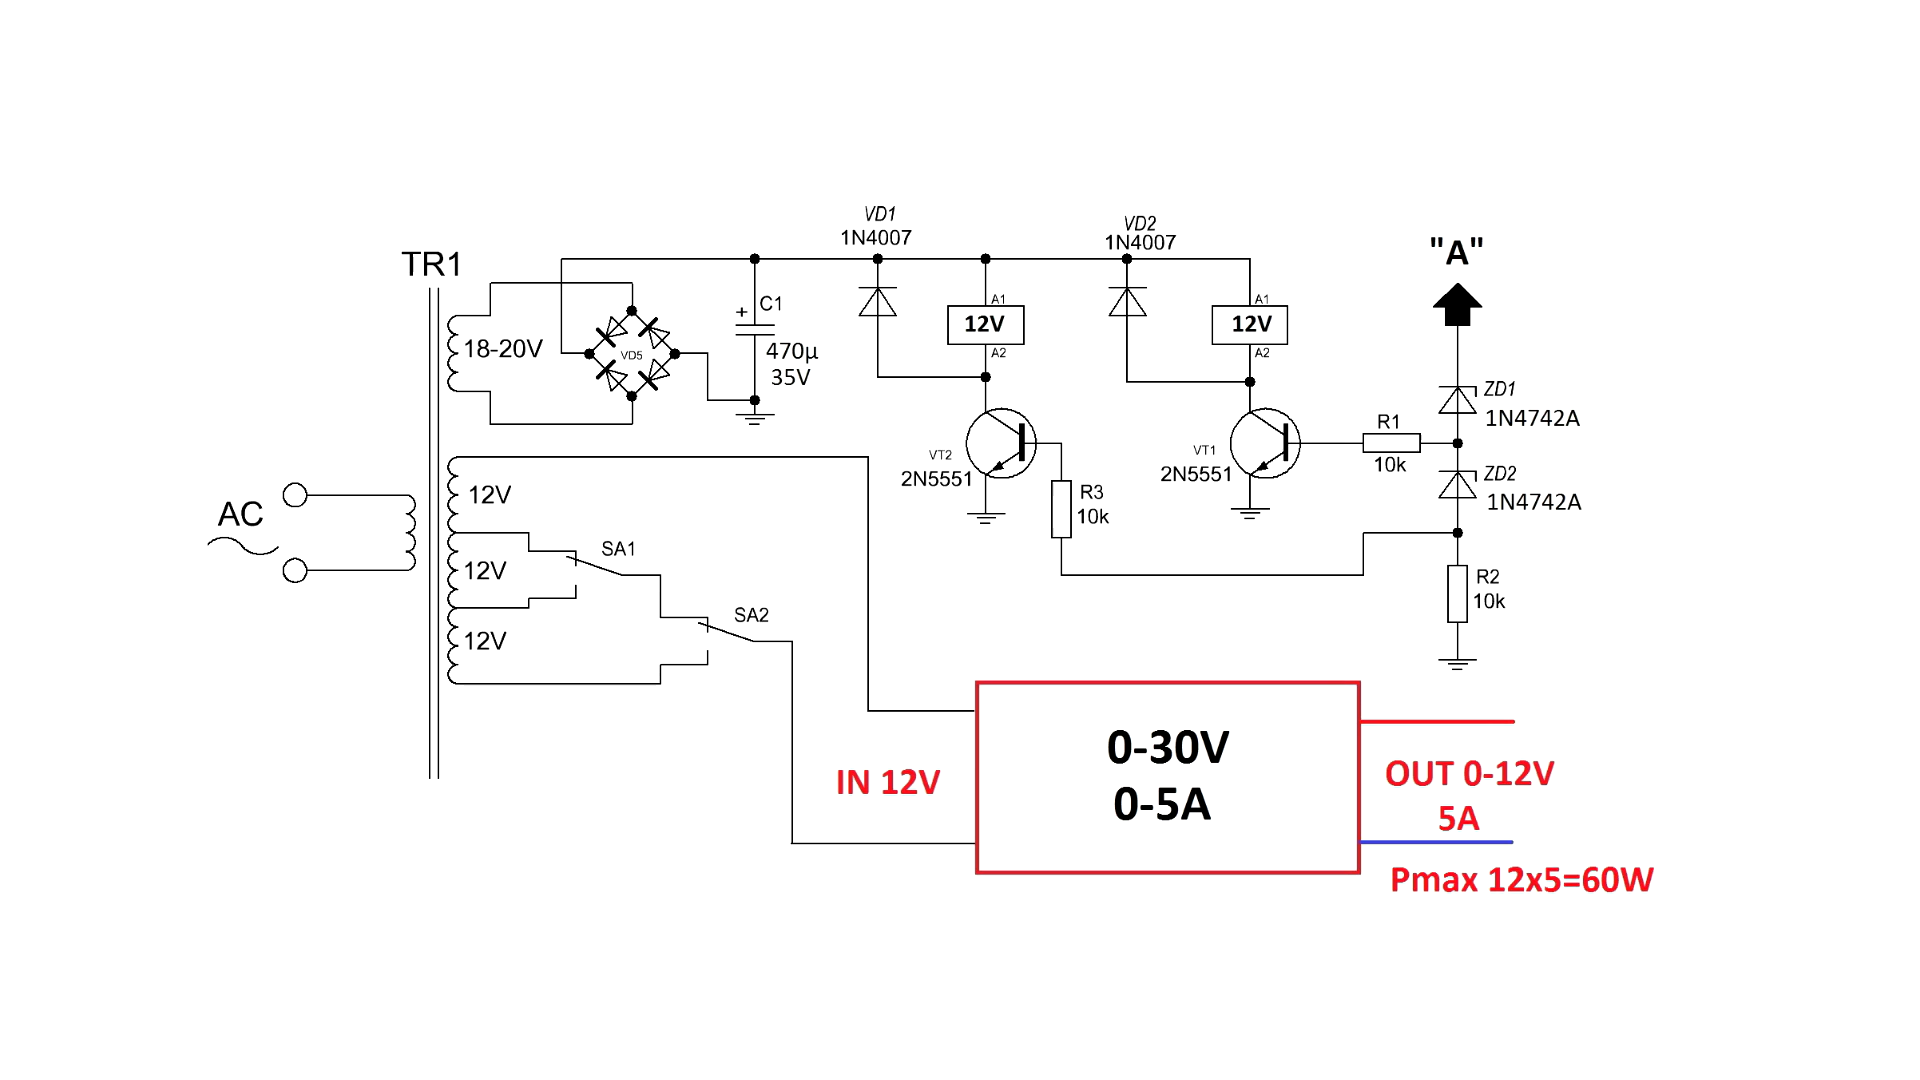 VD1
1N4007
VD2
1N4007
"A"
TR1
18-20V
VD5
+
C1
470µ
35V
A1
12V
A2
A1
12V
A2
ZD1
1N4742A
R1
10k
VT2
2N5551
VT1
2N5551
ZD2
1N4742A
R3
10k
12V
AC
SA1
12V
R2
10k
SA2
12V
0-30V
0-5A
IN 12V
OUT 0-12V
5A
Pmax 12x5=60W